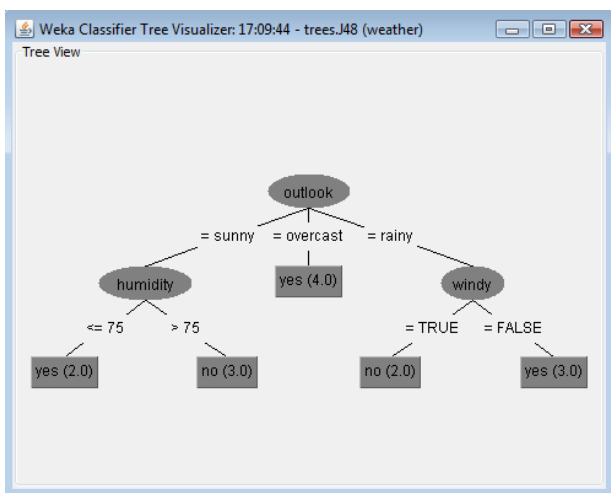 Weka Classifier Tree Visualizer: 17:09:44 - trees.J48 (weather)
Tree View
outlook
= sunny = overcast = rainy
humidity yes (4.0) windy
<= 75 > 75 = TRUE = FALSE
yes (2.0) no (3.0) no (2.0) yes (3.0)